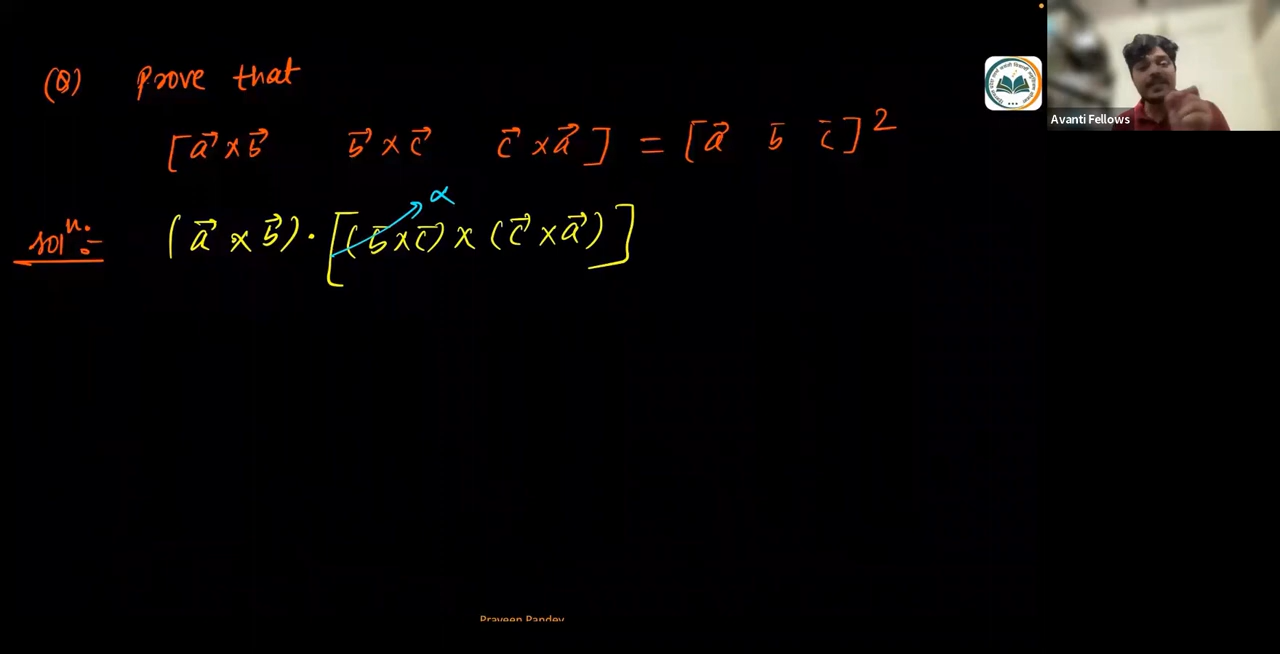 (Q) Prove that
[a⃗ × b⃗ b⃗ × c⃗ c⃗ × a⃗] = [a⃗ b̄ c̄]²
solⁿ:- (a⃗ × b⃗) · [(b̄ × c⃗) × (c⃗ × a⃗)]
α
Avanti Fellows
Praveen Pandey